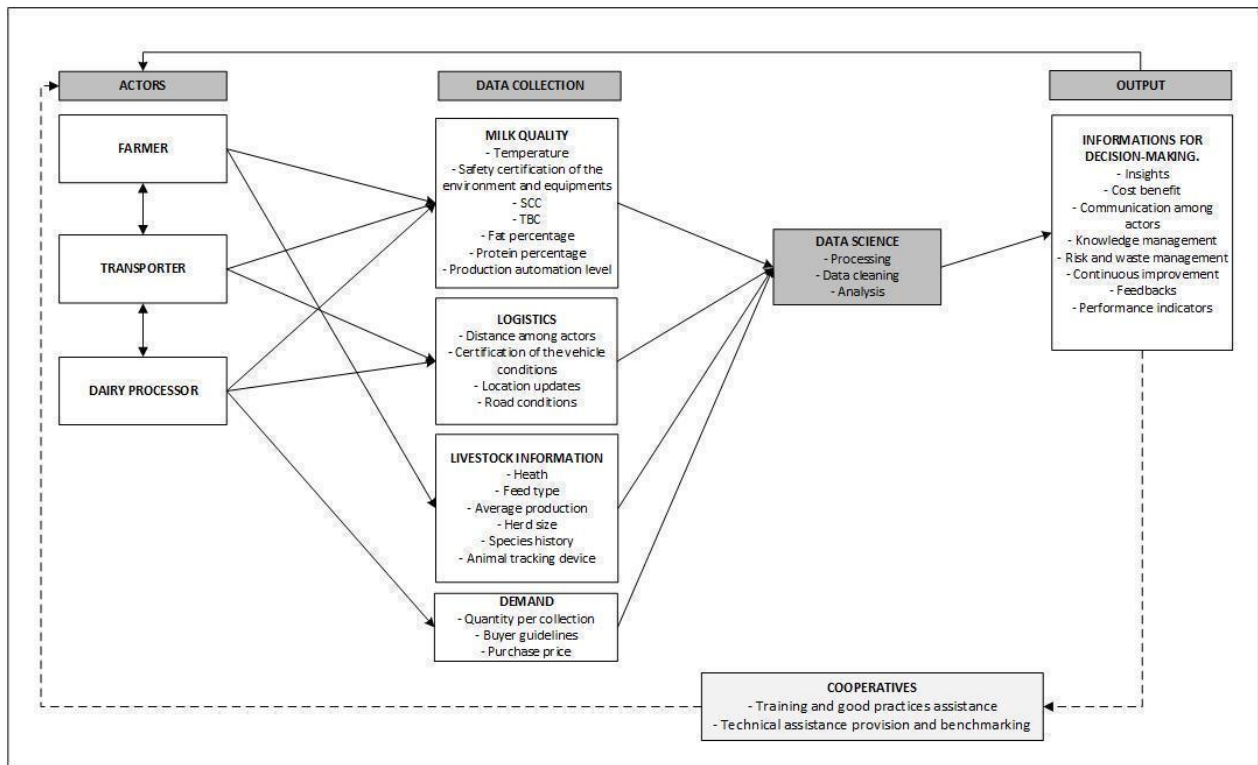 ACTORS
DATA COLLECTION
OUTPUT
FARMER
TRANSPORTER
DAIRY PROCESSOR
MILK QUALITY
- Temperature
- Safety certification of the
environment and equipments
- SCC
- TBC
- Fat percentage
- Protein percentage
- Production automation level
LOGISTICS
- Distance among actors
- Certification of the vehicle
conditions
- Location updates
- Road conditions
LIVESTOCK INFORMATION
- Heath
- Feed type
- Average production
- Herd size
- Species history
- Animal tracking device
DEMAND
- Quantity per collection
- Buyer guidelines
- Purchase price
DATA SCIENCE
- Processing
- Data cleaning
- Analysis
INFORMATIONS FOR
DECISION-MAKING.
- Insights
- Cost benefit
- Communication among
actors
- Knowledge management
- Risk and waste management
- Continuous improvement
- Feedbacks
- Performance indicators
COOPERATIVES
- Training and good practices assistance
- Technical assistance provision and benchmarking